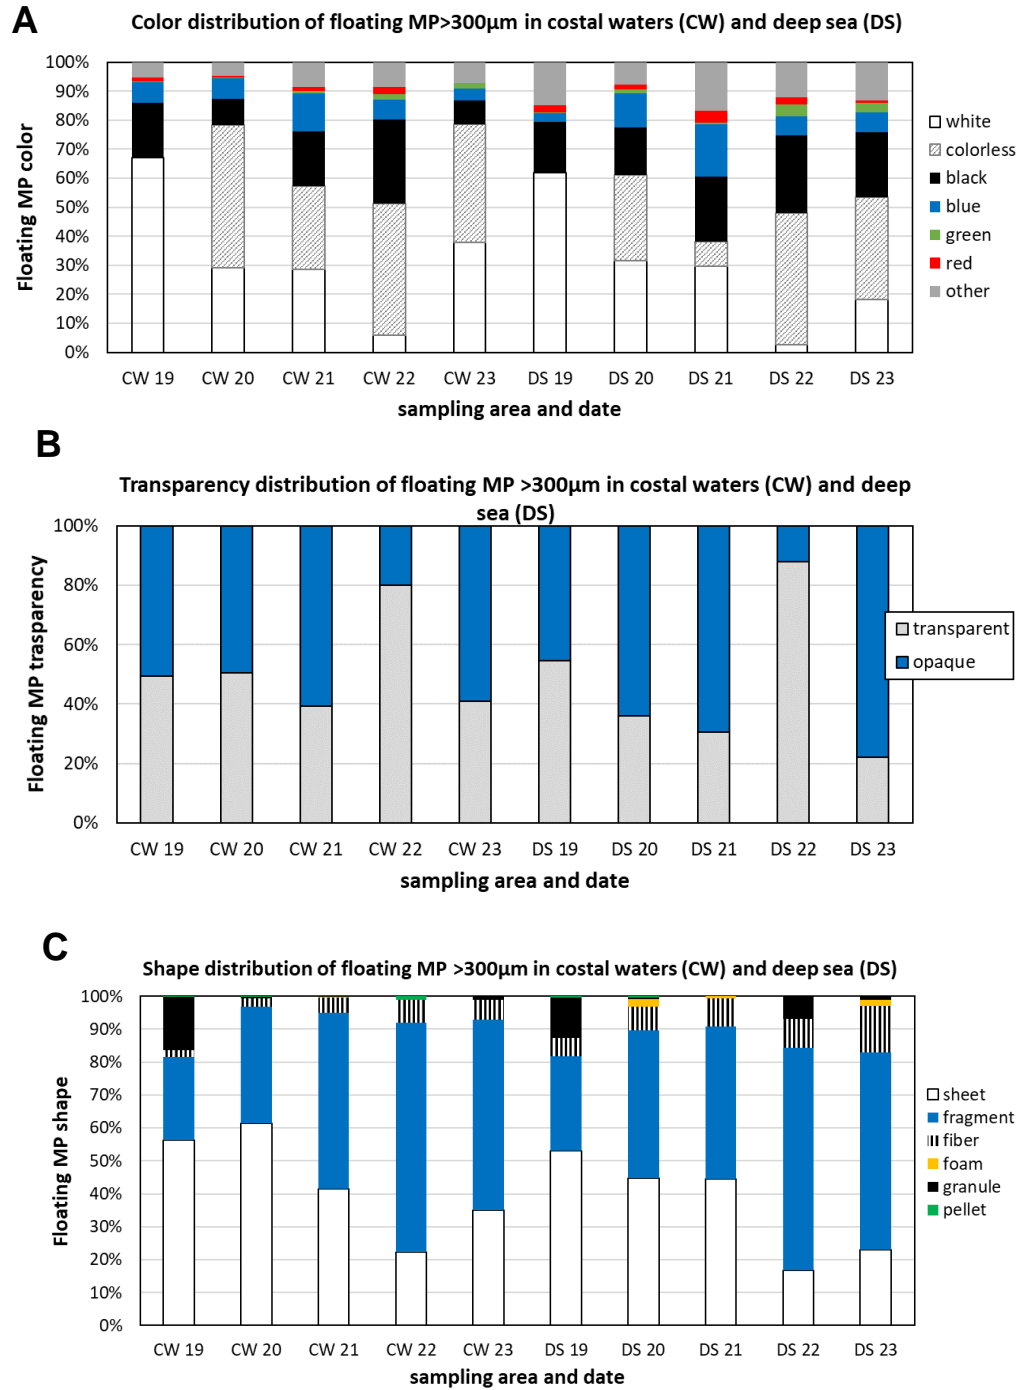 A
Color distribution of floating MP>300µm in costal waters (CW) and deep sea (DS)
Floating MP color
100%
90%
80%
70%
60%
50%
40%
30%
20%
10%
0%
CW 19 CW 20 CW 21 CW 22 CW 23 DS 19 DS 20 DS 21 DS 22 DS 23
sampling area and date
white
colorless
black
blue
green
red
other
B
Transparency distribution of floating MP >300µm in costal waters (CW) and deep
sea (DS)
Floating MP trasparency
100%
80%
60%
40%
20%
0%
CW 19 CW 20 CW 21 CW 22 CW 23 DS 19 DS 20 DS 21 DS 22 DS 23
sampling area and date
transparent
opaque
C
Shape distribution of floating MP >300µm in costal waters (CW) and deep sea (DS)
Floating MP shape
100%
90%
80%
70%
60%
50%
40%
30%
20%
10%
0%
CW 19 CW 20 CW 21 CW 22 CW 23 DS 19 DS 20 DS 21 DS 22 DS 23
sampling area and date
sheet
fragment
fiber
foam
granule
pellet